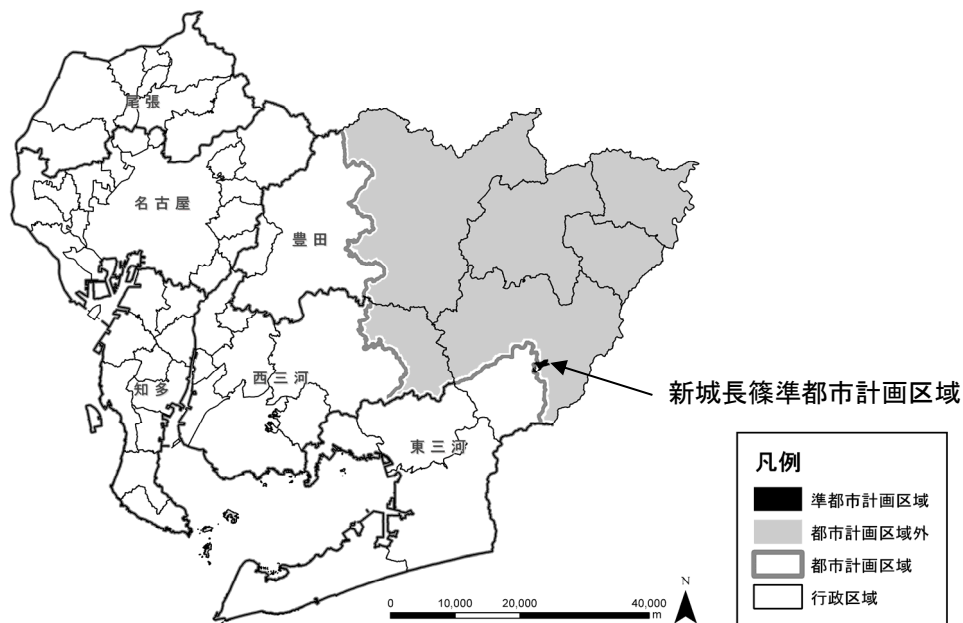 尾張
名古屋
豊田
知多
西三河
東三河
新城長篠準都市計画区域
凡例
準都市計画区域
都市計画区域外
都市計画区域
行政区域
N
0 10,000 20,000 40,000
m